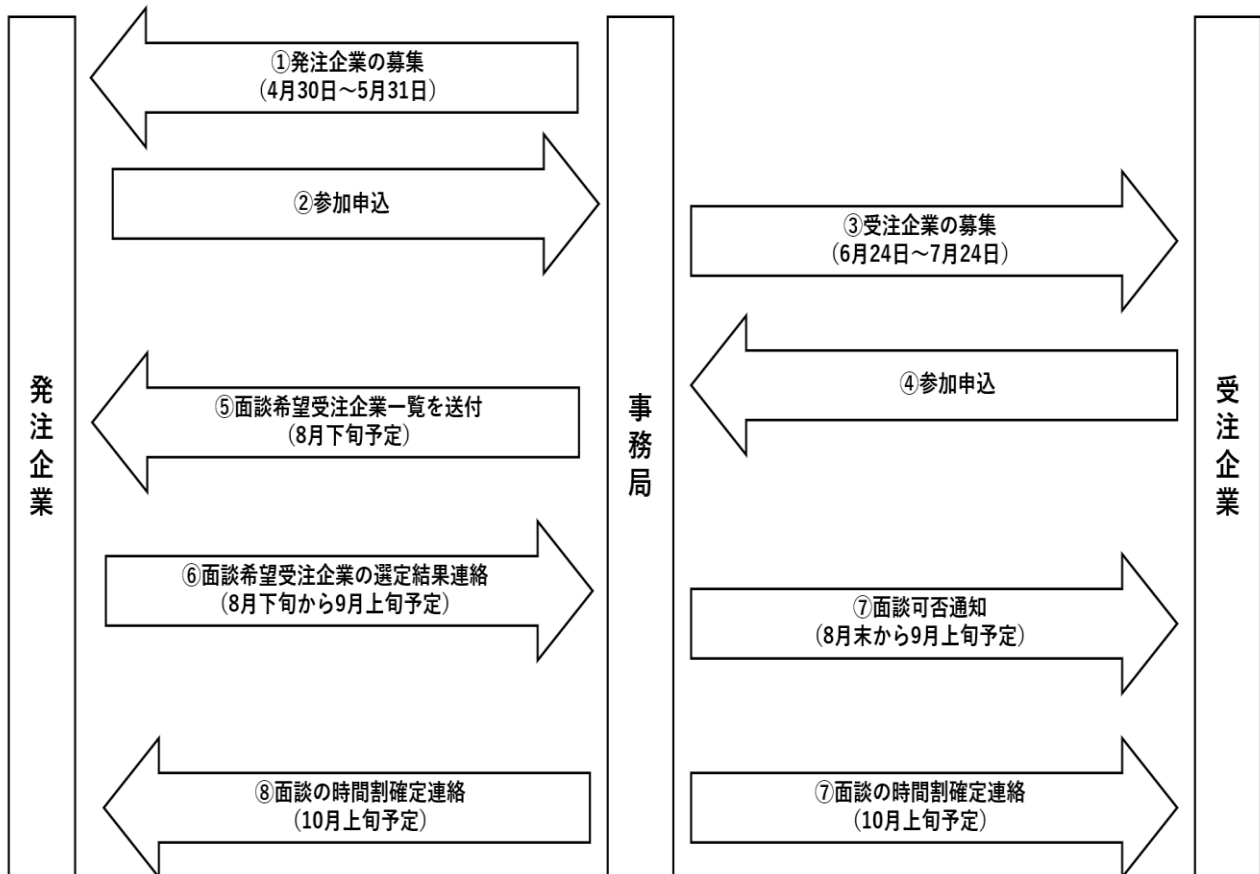 ①発注企業の募集
（4月30日～5月31日）
②参加申込
③受注企業の募集
（6月24日～7月24日）
④参加申込
発注企業
事務局
受注企業
⑤面談希望受注企業一覧を送付
（8月下旬予定）
⑥面談希望受注企業の選定結果連絡
（8月下旬から9月上旬予定）
⑦面談可否通知
（8月末から9月上旬予定）
⑧面談の時間割確定連絡
（10月上旬予定）
⑦面談の時間割確定連絡
（10月上旬予定）